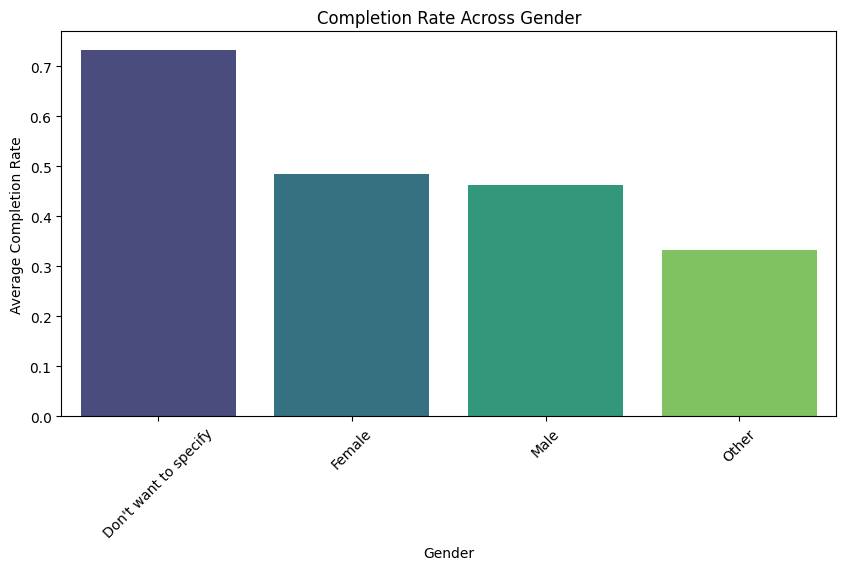 Completion Rate Across Gender
Average Completion Rate
0.7
0.6
0.5
0.4
0.3
0.2
0.1
0.0
Don't want to specify
Female
Male
Other
Gender